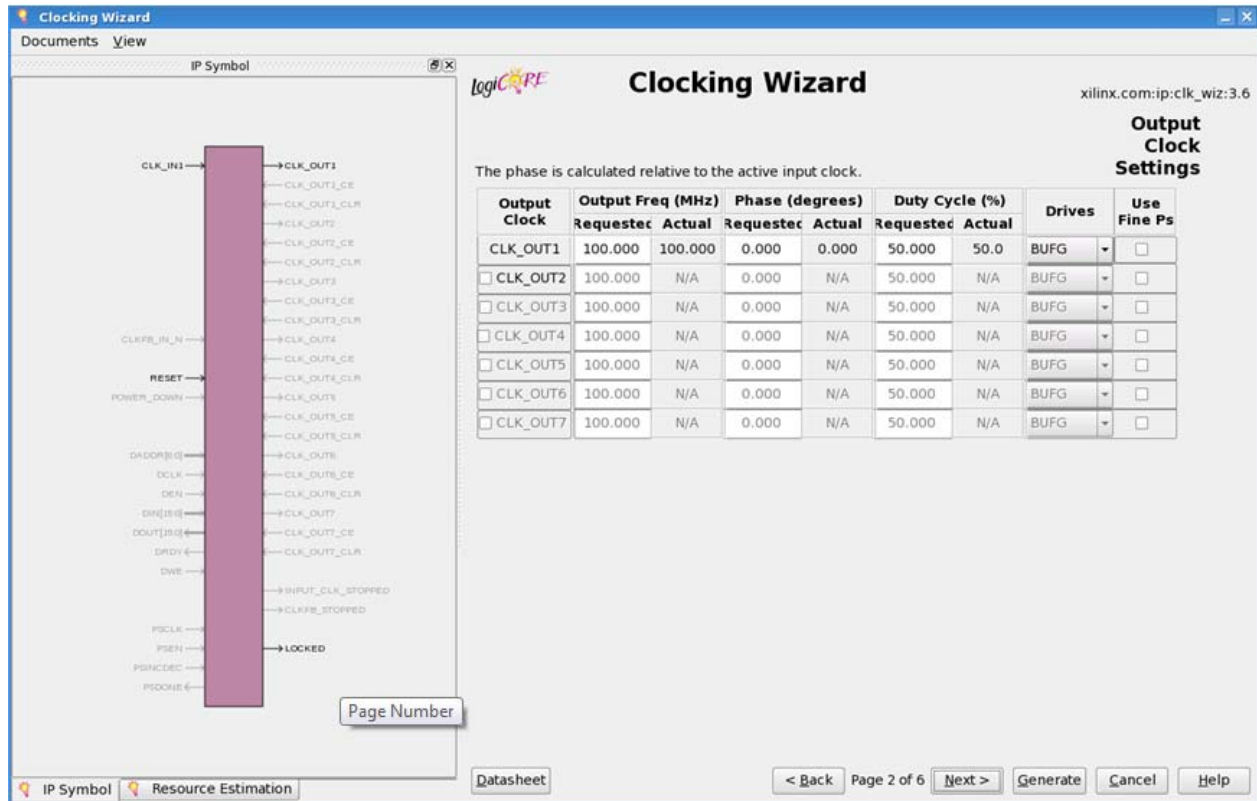 Clocking Wizard
Documents View
IP Symbol
CLK_IN1
CLKFB_IN_N
RESET
POWER_DOWN
DADDR[6:0]
DCLK
DEN
DIN[15:0]
DOUT[15:0]
DRDY
DWE
PSCLK
PSEN
PSINCDEC
PSDONE
CLK_OUT1
CLK_OUT1_CE
CLK_OUT1_CLR
CLK_OUT2
CLK_OUT2_CE
CLK_OUT2_CLR
CLK_OUT3
CLK_OUT3_CE
CLK_OUT3_CLR
CLK_OUT4
CLK_OUT4_CE
CLK_OUT4_CLR
CLK_OUT5
CLK_OUT5_CE
CLK_OUT5_CLR
CLK_OUT6
CLK_OUT6_CE
CLK_OUT6_CLR
CLK_OUT7
CLK_OUT7_CE
CLK_OUT7_CLR
INPUT_CLK_STOPPED
CLKFB_STOPPED
LOCKED
Page Number
IP Symbol Resource Estimation
LogiCORE
Clocking Wizard
xilinx.com:ip:clk_wiz:3.6
Output
Clock
Settings
The phase is calculated relative to the active input clock.
Output Clock Output Freq (MHz) Phase (degrees) Duty Cycle (%) Drives Use Fine Ps
Requested Actual Requested Actual Requested Actual
CLK_OUT1 100.000 100.000 0.000 0.000 50.000 50.0 BUFG
CLK_OUT2 100.000 N/A 0.000 N/A 50.000 N/A BUFG
CLK_OUT3 100.000 N/A 0.000 N/A 50.000 N/A BUFG
CLK_OUT4 100.000 N/A 0.000 N/A 50.000 N/A BUFG
CLK_OUT5 100.000 N/A 0.000 N/A 50.000 N/A BUFG
CLK_OUT6 100.000 N/A 0.000 N/A 50.000 N/A BUFG
CLK_OUT7 100.000 N/A 0.000 N/A 50.000 N/A BUFG
Datasheet < Back Page 2 of 6 Next > Generate Cancel Help